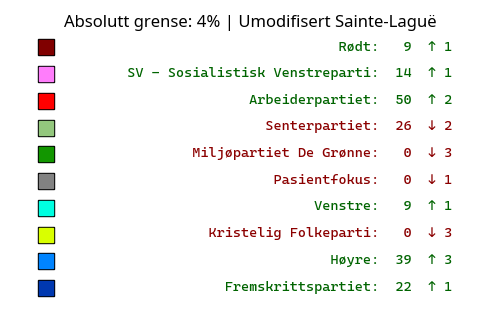 Absolutt grense: 4% | Umodifisert Sainte-Laguë
Rødt: 9 ↑ 1
SV - Sosialistisk Venstreparti: 14 ↑ 1
Arbeiderpartiet: 50 ↑ 2
Senterpartiet: 26 ↓ 2
Miljøpartiet De Grønne: 0 ↓ 3
Pasientfokus: 0 ↓ 1
Venstre: 9 ↑ 1
Kristelig Folkeparti: 0 ↓ 3
Høyre: 39 ↑ 3
Fremskrittspartiet: 22 ↑ 1